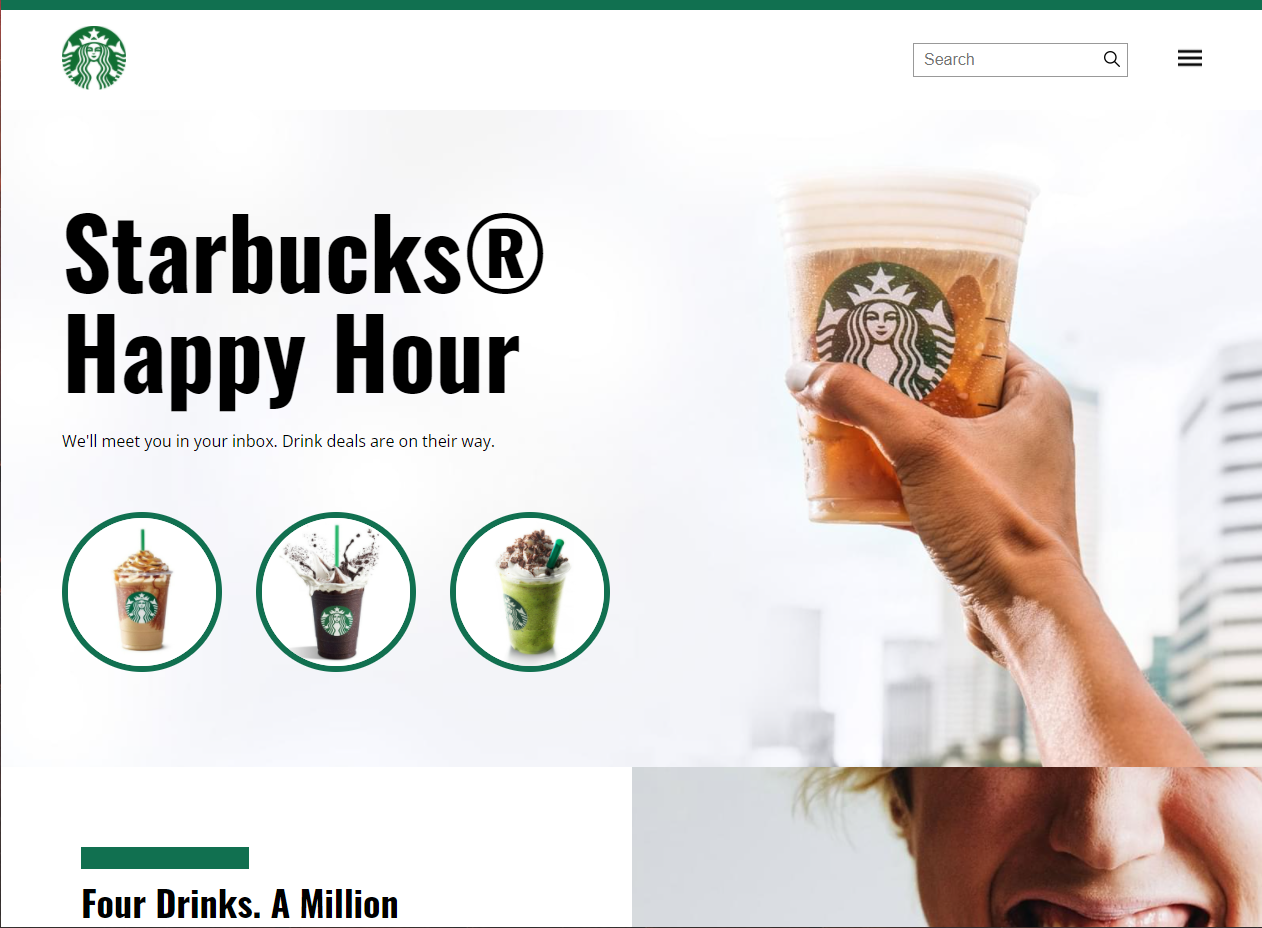 Search
Starbucks®
Happy Hour
We'll meet you in your inbox. Drink deals are on their way.
Four Drinks. A Million